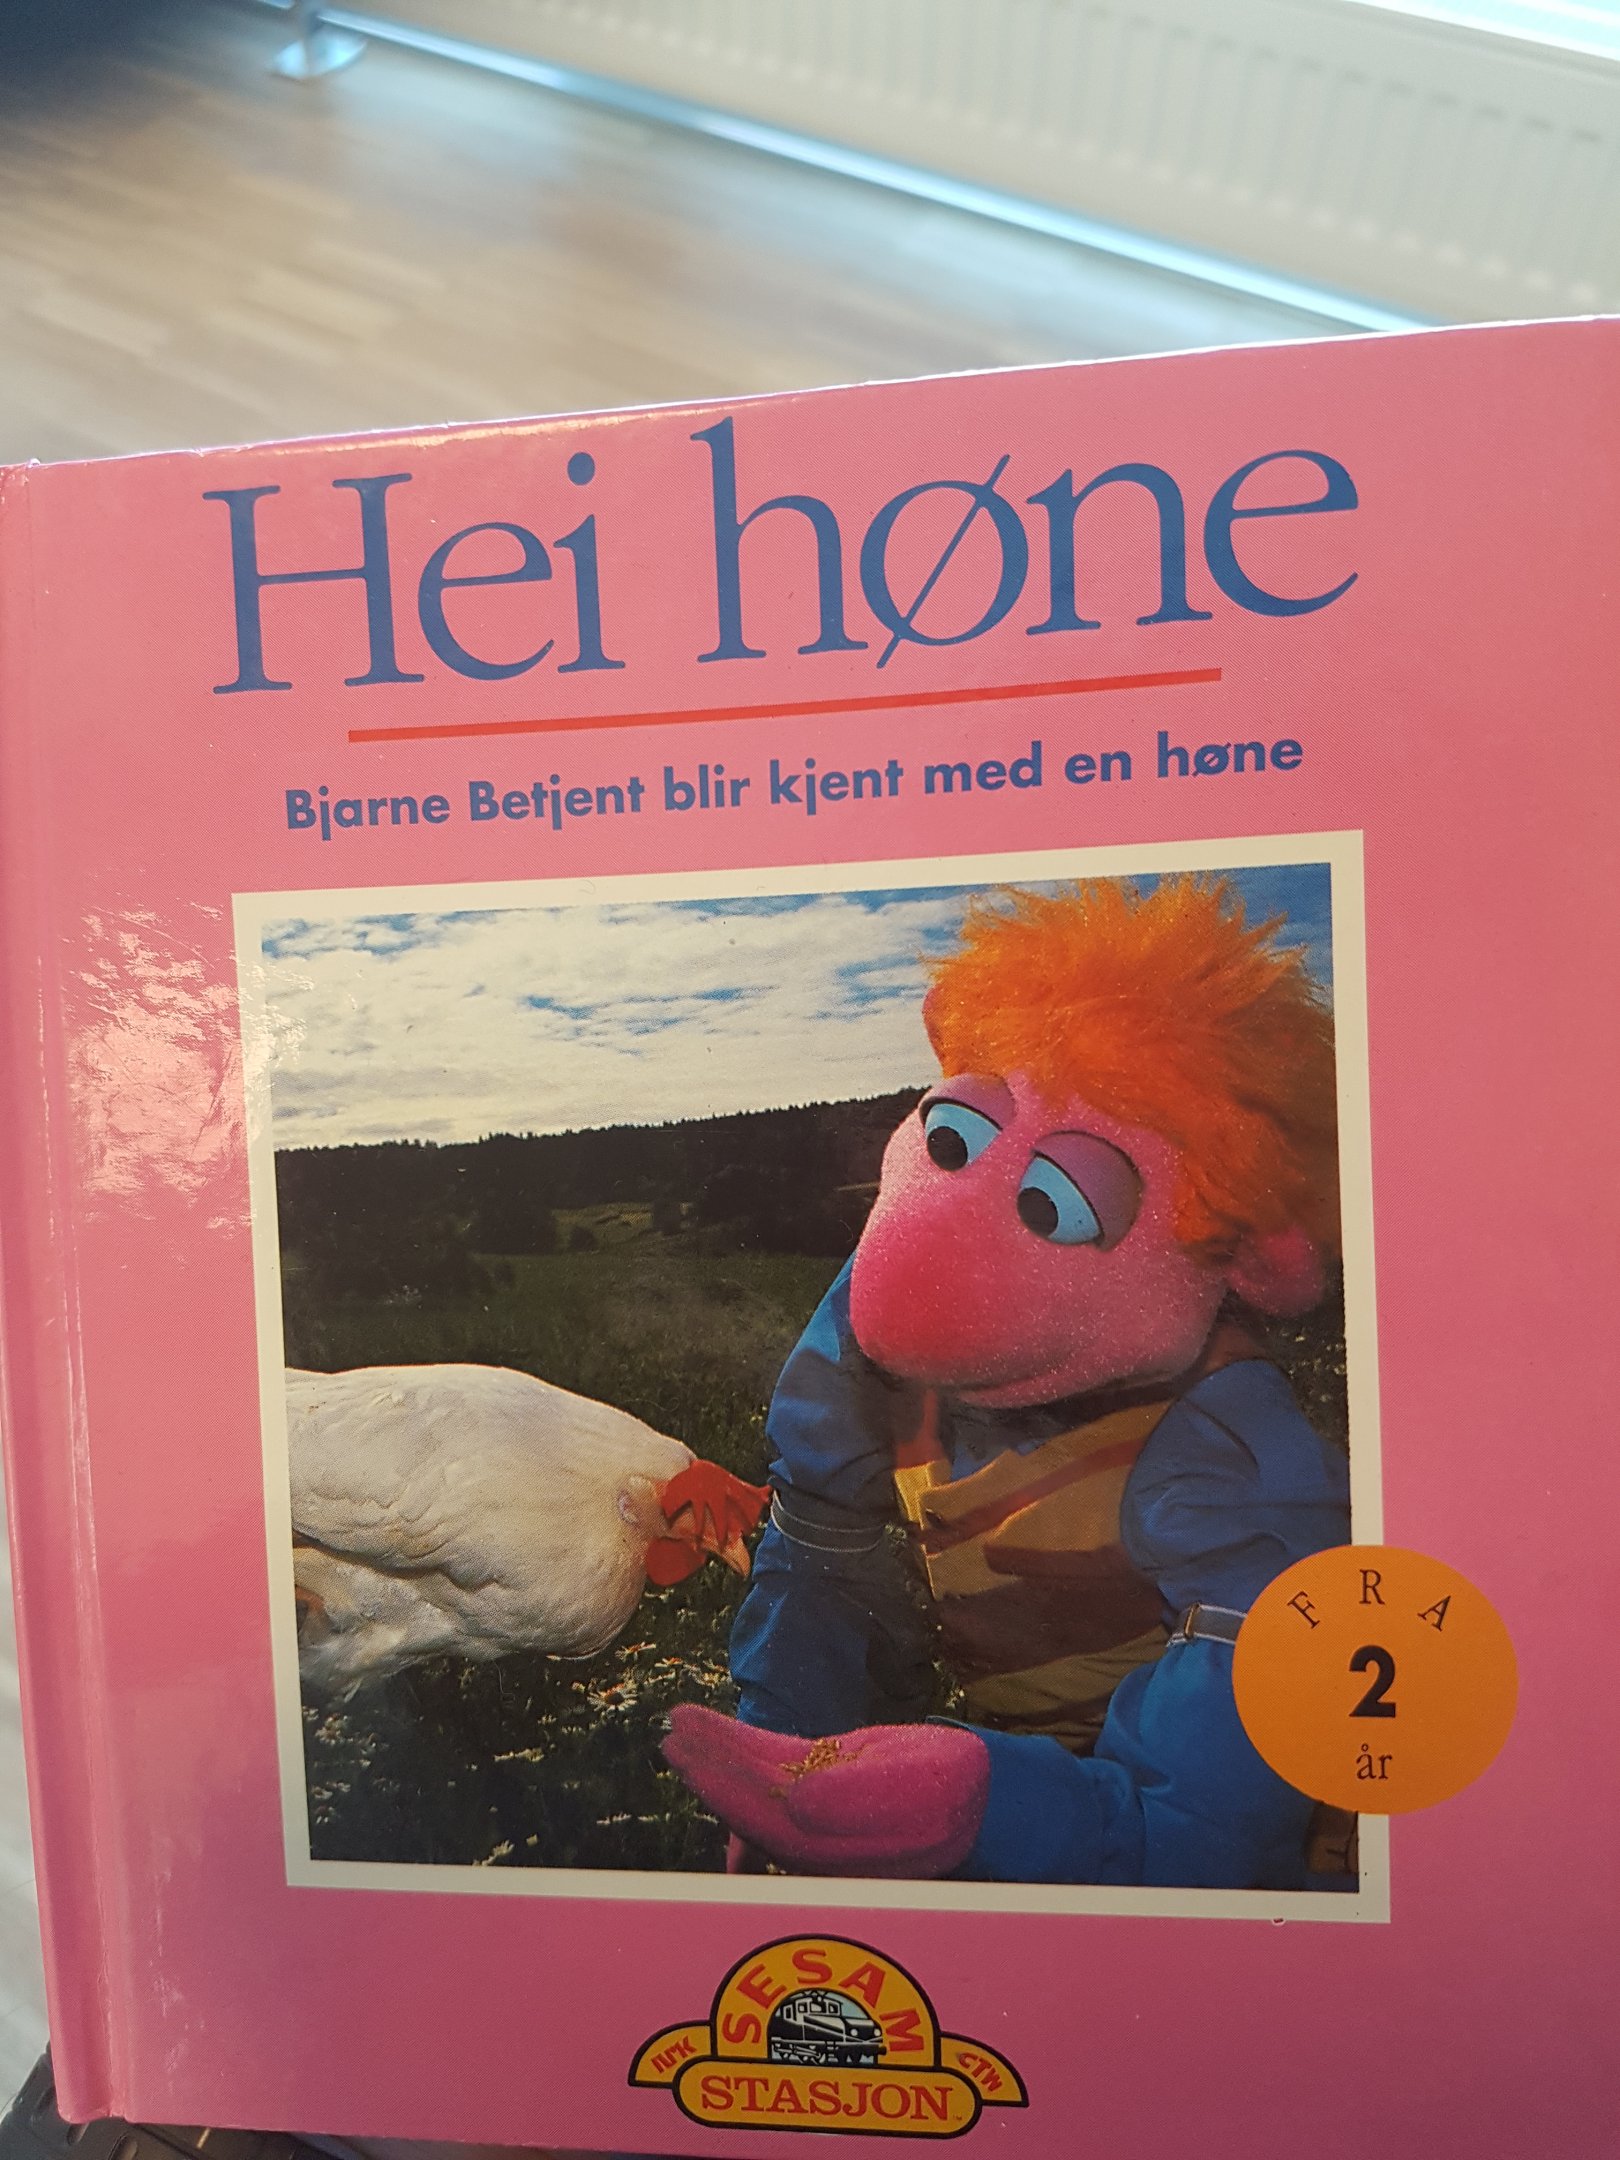 Hei høne
Bjarne Betjent blir kjent med en høne
FRA
2
år
SESAM
NRK
CTW
STASJON